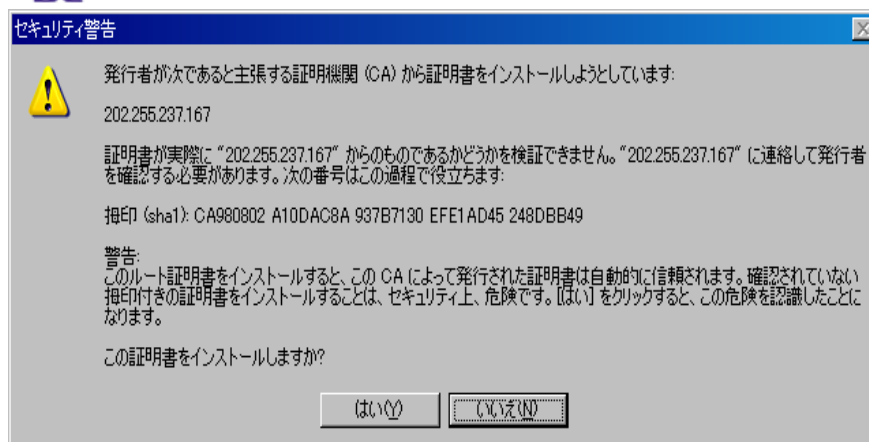 セキュリティ警告
発行者が次であると主張する証明機関 (CA) から証明書をインストールしようとしています:
202.255.237.167
証明書が実際に "202.255.237.167" からのものであるかどうかを検証できません。"202.255.237.167" に連絡して発行者
を確認する必要があります。次の番号はこの過程で役立ちます:
拇印 (sha1): CA980802 A10DAC8A 937B7130 EFE1AD45 248DBB49
警告:
このルート証明書をインストールすると、この CA によって発行された証明書は自動的に信頼されます。確認されていない
拇印付きの証明書をインストールすることは、セキュリティ上、危険です。[はい] をクリックすると、この危険を認識したことに
なります。
この証明書をインストールしますか?
はい(Y) いいえ(N)